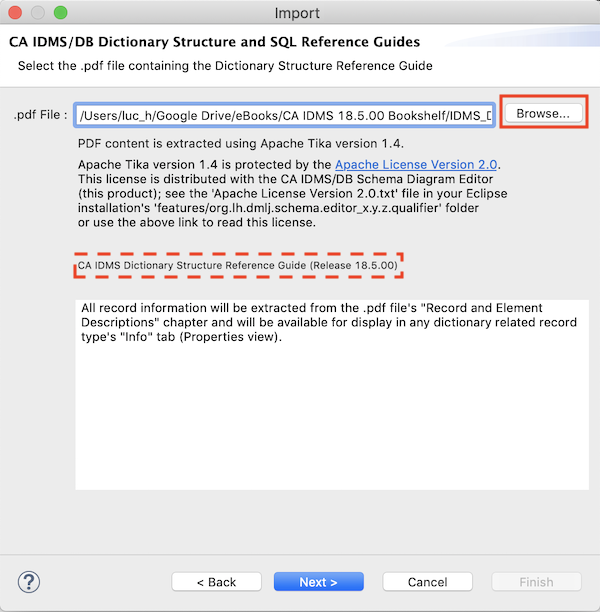 Import
CA IDMS/DB Dictionary Structure and SQL Reference Guides
Select the .pdf file containing the Dictionary Structure Reference Guide
.pdf File : /Users/luc_h/Google Drive/eBooks/CA IDMS 18.5.00 Bookshelf/IDMS_D Browse...
PDF content is extracted using Apache Tika version 1.4.
Apache Tika version 1.4 is protected by the Apache License Version 2.0.
This license is distributed with the CA IDMS/DB Schema Diagram Editor
(this product); see the 'Apache License Version 2.0.txt' file in your Eclipse
installation's 'features/org.lh.dmlj.schema.editor_x.y.z.qualifier' folder
or use the above link to read this license.
CA IDMS Dictionary Structure Reference Guide (Release 18.5.00)
All record information will be extracted from the .pdf file's "Record and Element
Descriptions" chapter and will be available for display in any dictionary related record
type's "Info" tab (Properties view).
? < Back Next > Cancel Finish